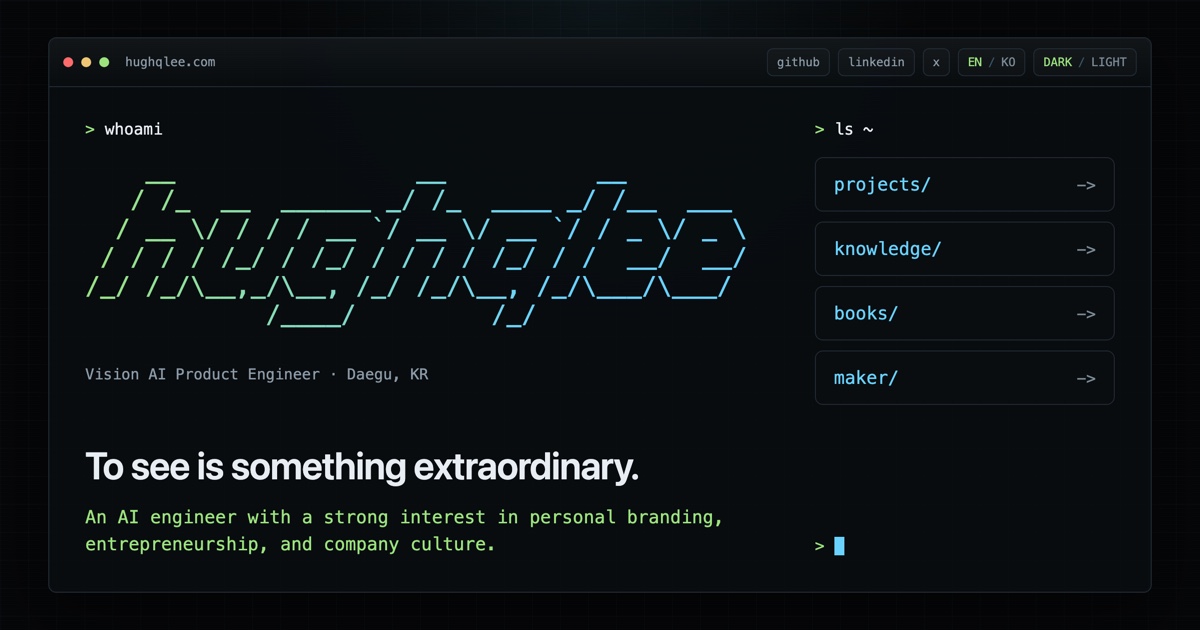 hughqlee.com
github
linkedin
x
EN / KO
DARK / LIGHT
> whoami
hughqlee
Vision AI Product Engineer · Daegu, KR
To see is something extraordinary.
An AI engineer with a strong interest in personal branding,
entrepreneurship, and company culture.
> ls ~
projects/ —>
knowledge/ —>
books/ —>
maker/ —>
>